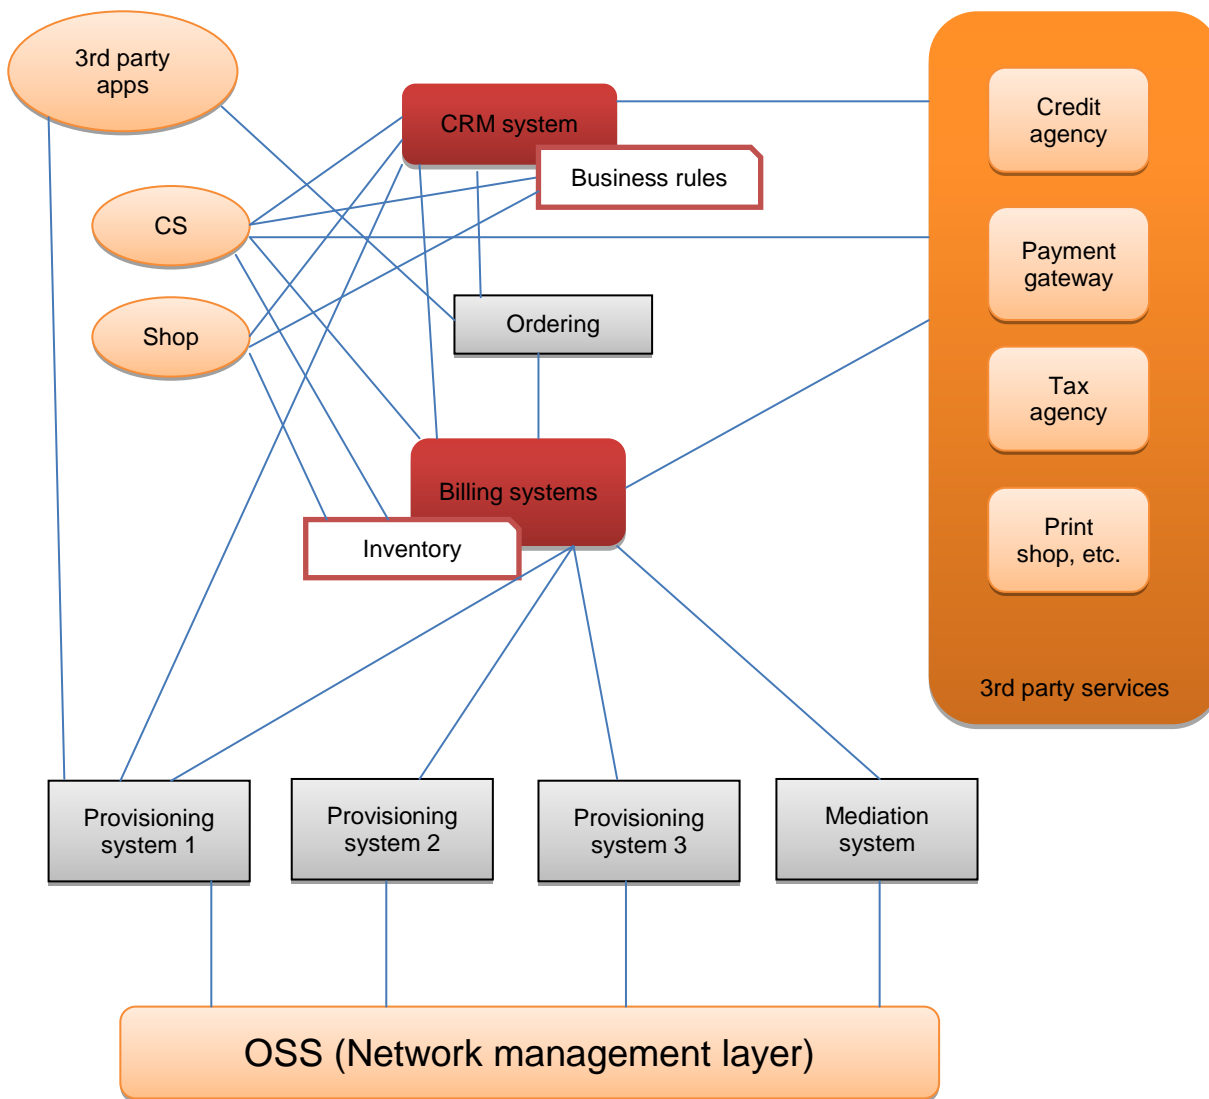 3rd party
apps
CRM system
Business rules
CS
Shop
Ordering
Billing systems
Inventory
Credit
agency
Payment
gateway
Tax
agency
Print
shop, etc.
3rd party services
Provisioning
system 1
Provisioning
system 2
Provisioning
system 3
Mediation
system
OSS (Network management layer)